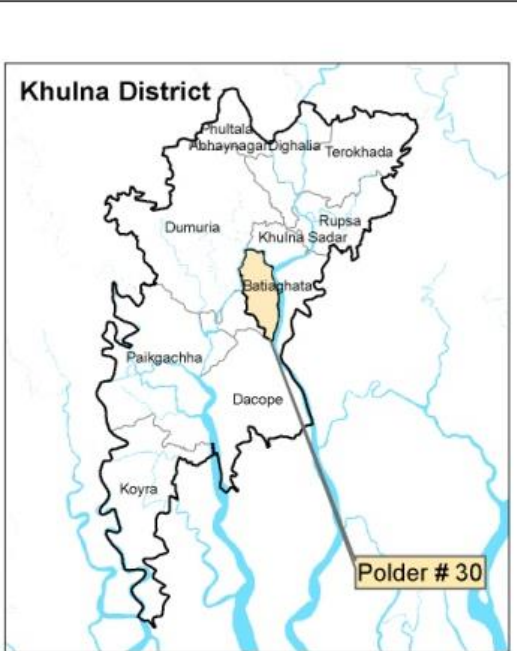 Khulna District
Phultala
Abhaynagar
Dighalia
Terokhada
Rupsa
Dumuria
Khulna Sadar
Batiaghata
Paikgachha
Dacope
Koyra
Polder # 30